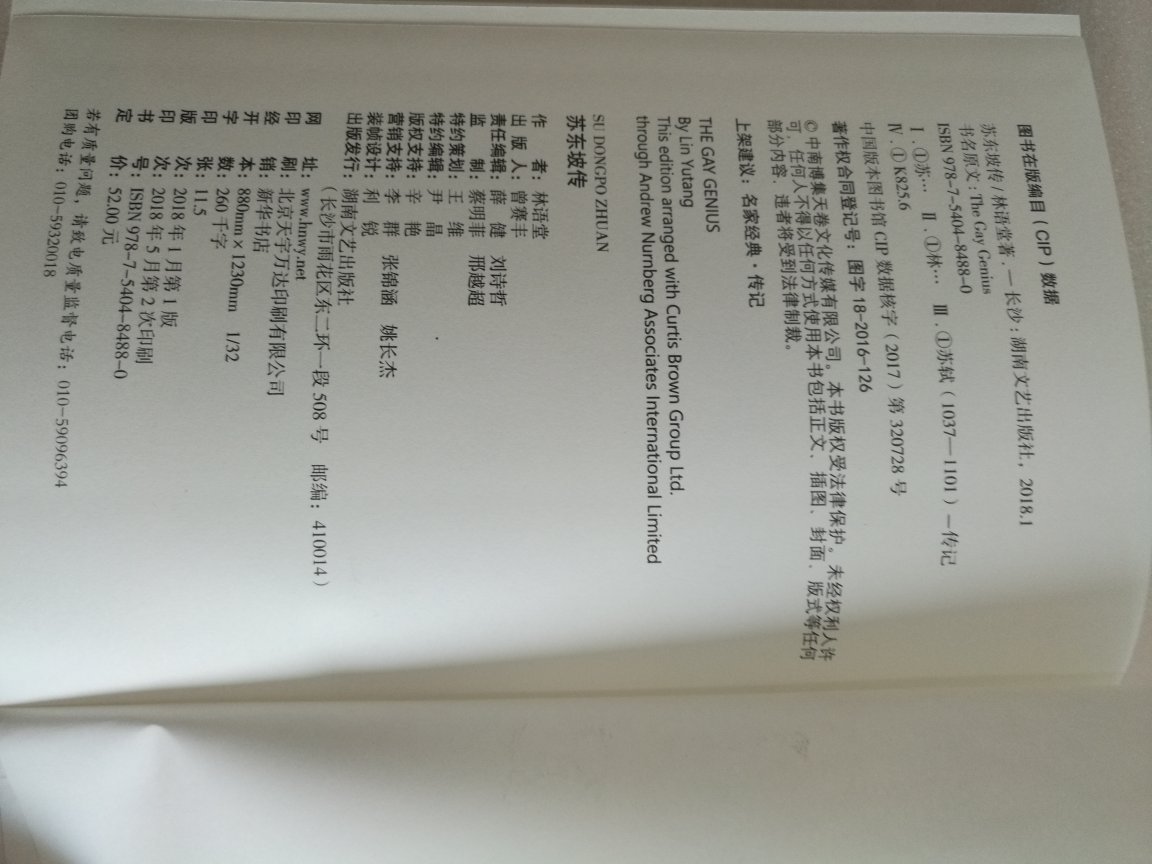 图书在版编目（CIP）数据
苏东坡传/林语堂著.—长沙：湖南文艺出版社，2018.1
书名原文：The Gay Genius
ISBN 978-7-5404-8488-0
Ⅰ.①苏… Ⅱ.①林… Ⅲ.①苏轼（1037—1101）—传记
Ⅳ.①K825.6
中国版本图书馆 CIP 数据核字（2017）第 320728 号
著作权合同登记号：图字 18-2016-126
©中南博集天卷文化传媒有限公司。本书版权受法律保护。未经权利人许
可，任何人不得以任何方式使用本书包括正文、插图、封面、版式等任何
部分内容，违者将受到法律制裁。
上架建议：名家经典·传记
THE GAY GENIUS
By Lin Yutang
This edition arranged with Curtis Brown Group Ltd.
through Andrew Nurnberg Associates International Limited
SU DONGPO ZHUAN
苏东坡传
作 者：林语堂
出 版 人：曾赛丰
责任编辑：薛 健 刘诗哲
监 制：蔡明菲 邢越超
特约策划：王 维
特约编辑：尹 晶
版权支持：辛 艳
营销支持：李 群 张锦涵 姚长杰
装帧设计：利 锐
出版发行：湖南文艺出版社
（长沙市雨花区东二环一段 508 号 邮编：410014）
网 址：www.hnwy.net
印 刷：北京天宇万达印刷有限公司
经 销：新华书店
开 本：880mm×1230mm 1/32
字 数：260 千字
印 张：11.5
版 次：2018 年 1 月第 1 版
印 次：2018 年 5 月第 2 次印刷
书 号：ISBN 978-7-5404-8488-0
定 价：52.00 元
若有质量问题，请致电质量监督电话：010-59096394
团购电话：010-59320018